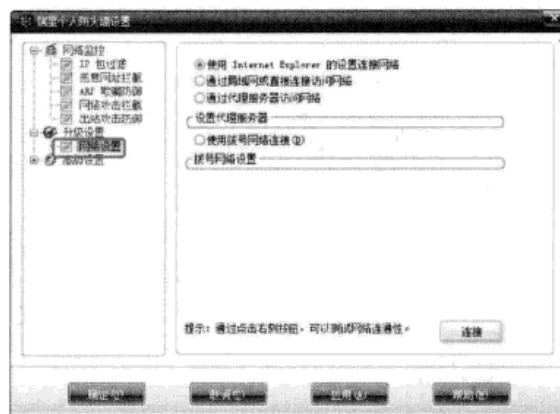 瑞星个人防火墙设置
网络监控
IP 包过滤
恶意网址拦截
ARP 欺骗防御
网络攻击拦截
出站攻击防御
升级设置
网络设置
高级设置
使用 Internet Explorer 的设置连接网络
通过局域网或直接连接访问网络
通过代理服务器访问网络
设置代理服务器
使用拨号网络连接(D)
拨号网络设置
提示：通过点击右侧按钮，可以测试网络连通性。
连接
确定(O)
取消(C)
应用(A)
帮助(H)